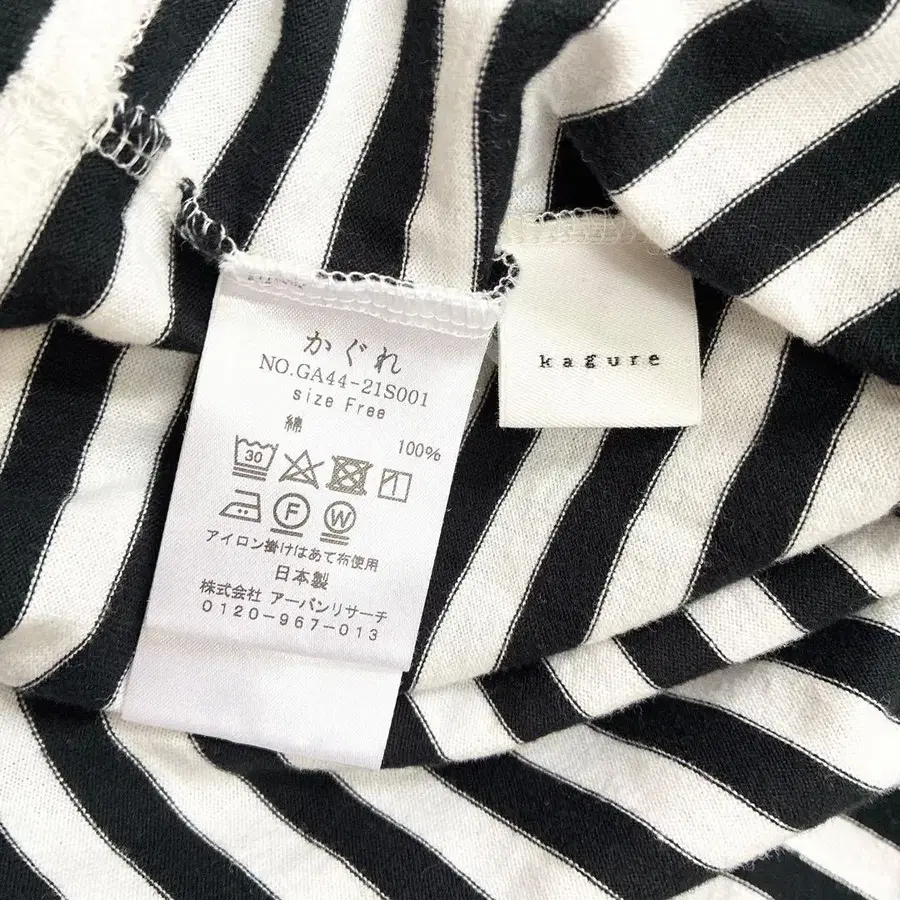 かぐれ
NO.GA44-21S001
size Free
綿 100%
30
F W
アイロン掛けはあて布使用
日本製
株式会社 アーバンリサーチ
0120-967-013
kagure